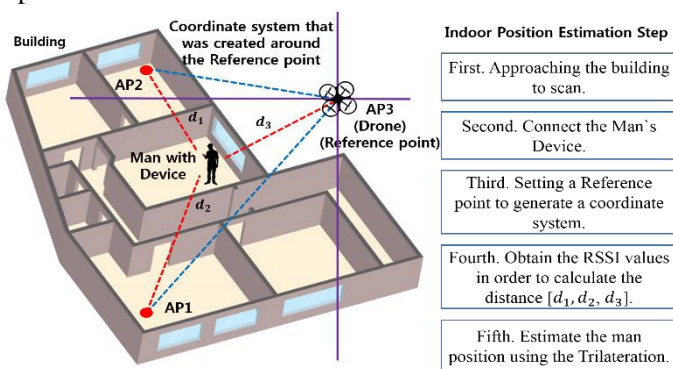 Coordinate system that
was created around
the Reference point
Building
AP2
d₁
d₃
AP3
(Drone)
(Reference point)
Man with
Device
d₂
AP1
Indoor Position Estimation Step
First. Approaching the building
to scan.
Second. Connect the Man`s
Device.
Third. Setting a Reference
point to generate a coordinate
system.
Fourth. Obtain the RSSI values
in order to calculate the
distance [d₁, d₂, d₃].
Fifth. Estimate the man
position using the Trilateration.